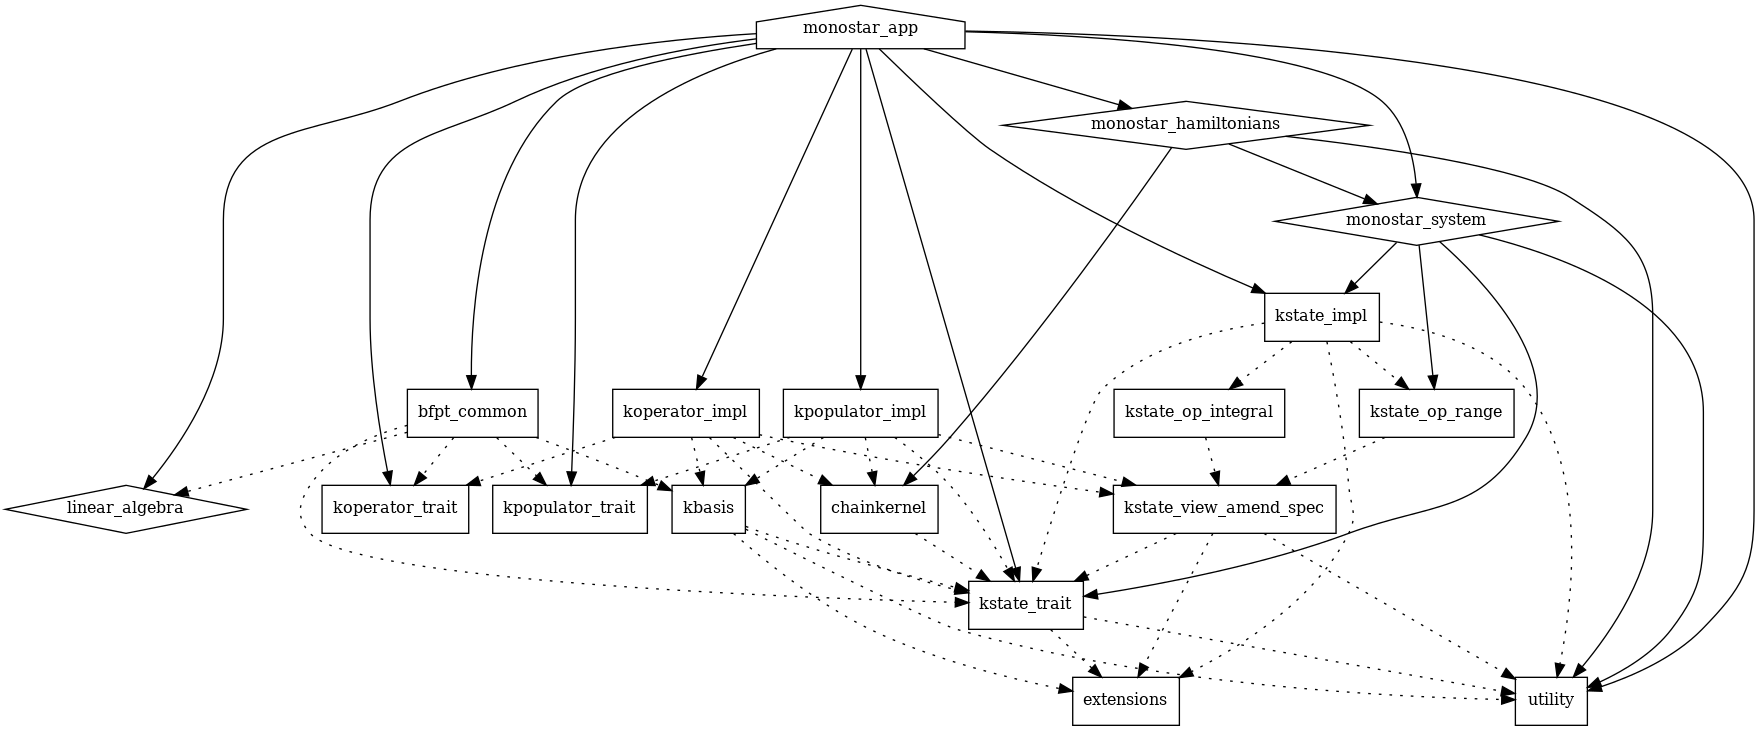 monostar_app
monostar_hamiltonians
monostar_system
kstate_impl
bfpt_common
koperator_impl
kpopulator_impl
kstate_op_integral
kstate_op_range
linear_algebra
koperator_trait
kpopulator_trait
kbasis
chainkernel
kstate_view_amend_spec
kstate_trait
extensions
utility